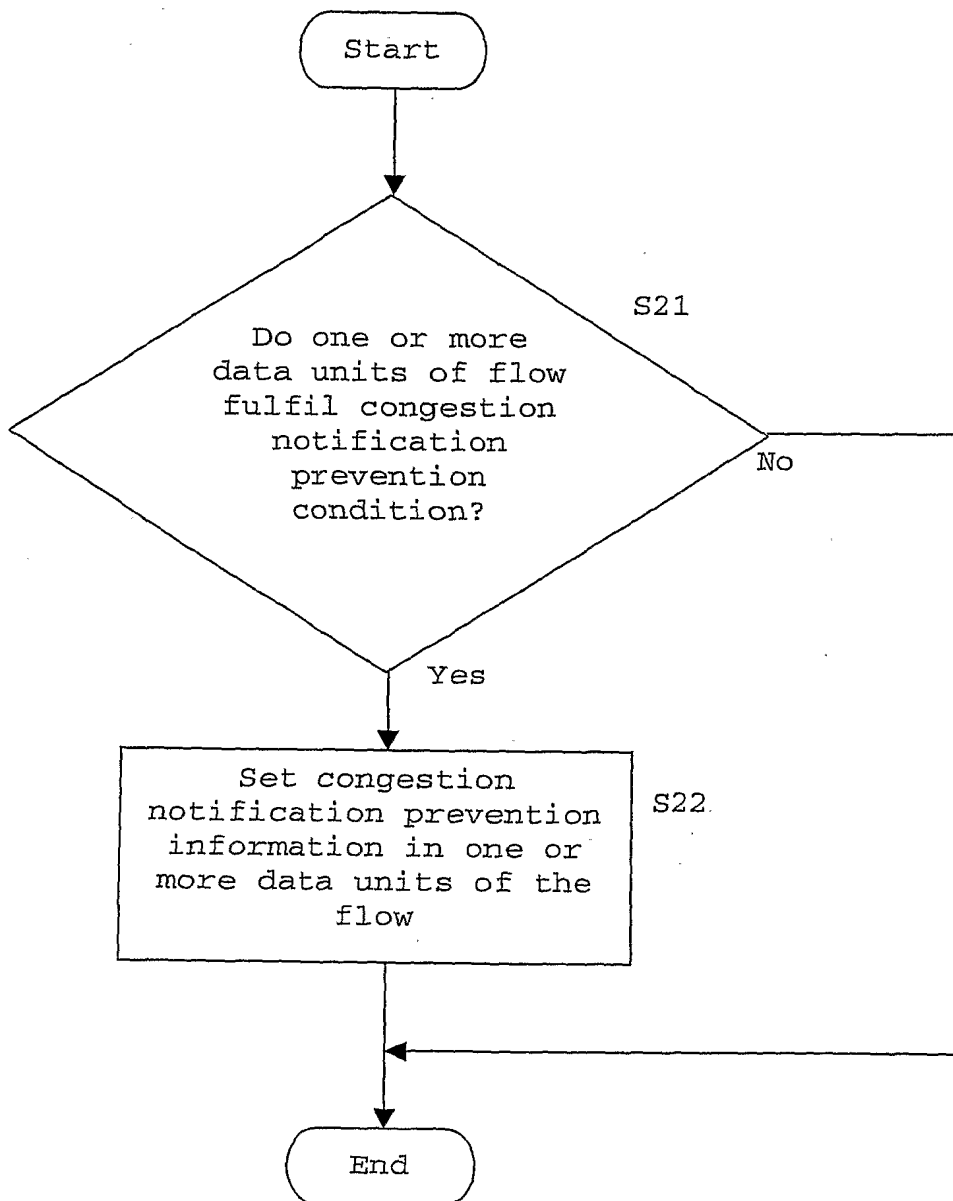 Start
S21
Do one or more
data units of flow
fulfil congestion
notification
prevention
condition?
No
Yes
Set congestion
notification prevention
information in one or
more data units of the
flow
S22
End